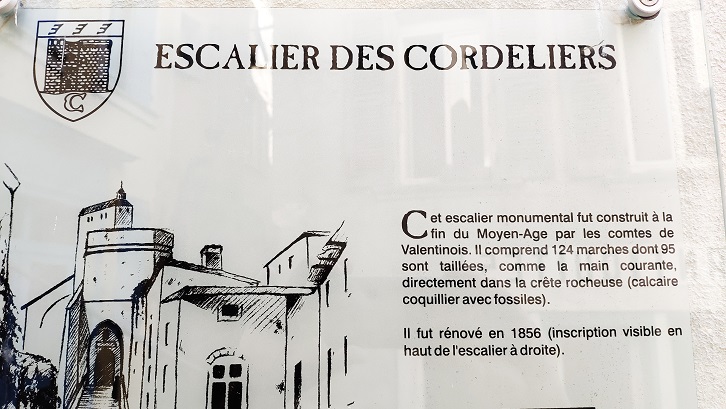 ESCALIER DES CORDELIERS
C
Cet escalier monumental fut construit à la
fin du Moyen-Age par les comtes de
Valentinois. Il comprend 124 marches dont 95
sont taillées, comme la main courante,
directement dans la crête rocheuse (calcaire
coquillier avec fossiles).
Il fut rénové en 1856 (inscription visible en
haut de l'escalier à droite).